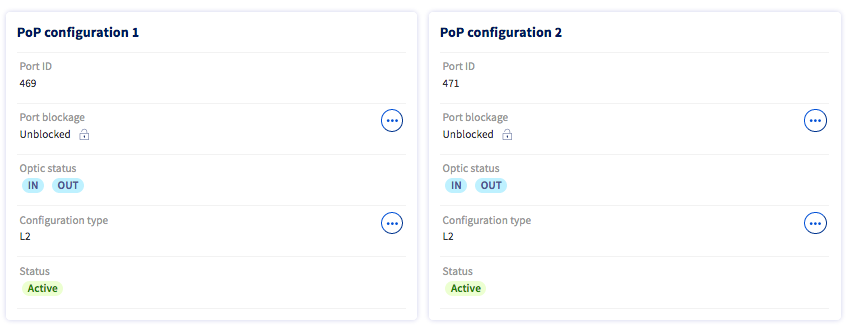 PoP configuration 1
Port ID
469
Port blockage
Unblocked
Optic status
IN OUT
Configuration type
L2
Status
Active
PoP configuration 2
Port ID
471
Port blockage
Unblocked
Optic status
IN OUT
Configuration type
L2
Status
Active